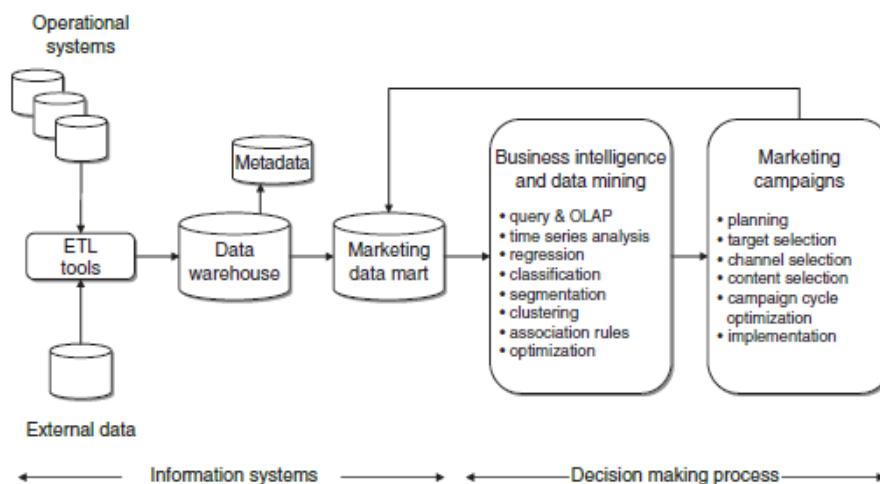 Operational
systems
Metadata
ETL
tools
Data
warehouse
Marketing
data mart
External data
Business intelligence
and data mining
• query & OLAP
• time series analysis
• regression
• classification
• segmentation
• clustering
• association rules
• optimization
Marketing
campaigns
• planning
• target selection
• channel selection
• content selection
• campaign cycle
optimization
• implementation
Information systems
Decision making process